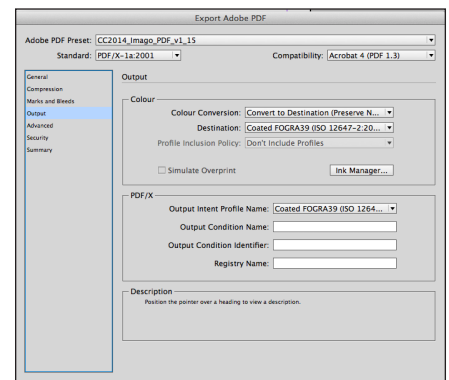 Export Adobe PDF
Adobe PDF Preset: CC2014_Imago_PDF_v1_15
Standard: PDF/X-1a:2001 Compatibility: Acrobat 4 (PDF 1.3)
General
Compression
Marks and Bleeds
Output
Advanced
Security
Summary
Output
Colour
Colour Conversion: Convert to Destination (Preserve N...
Destination: Coated FOGRA39 (ISO 12647-2:20...
Profile Inclusion Policy: Don't Include Profiles
Simulate Overprint Ink Manager...
PDF/X
Output Intent Profile Name: Coated FOGRA39 (ISO 1264...
Output Condition Name:
Output Condition Identifier:
Registry Name:
Description
Position the pointer over a heading to view a description.